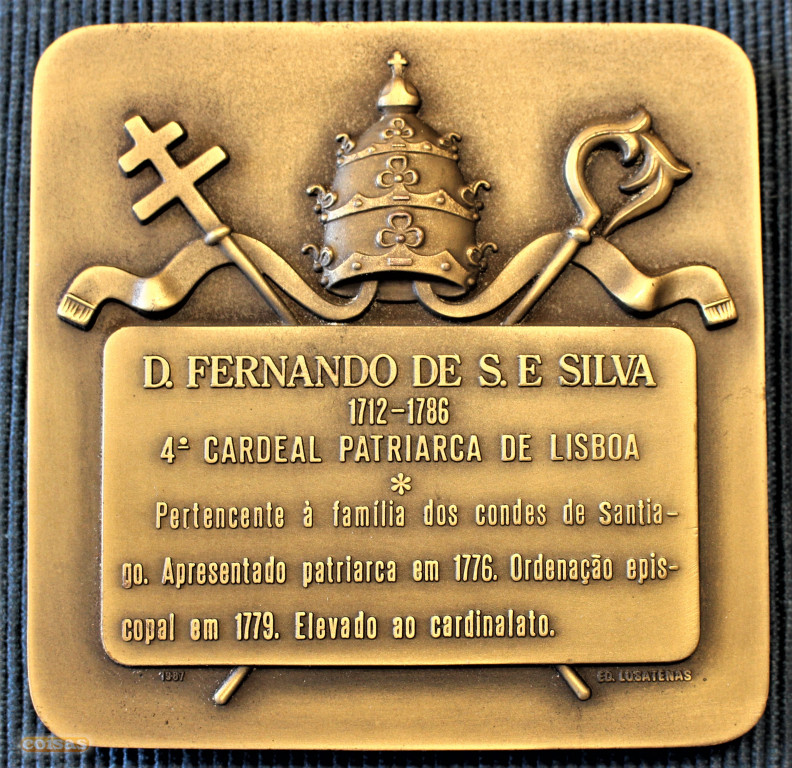 D. FERNANDO DE S. E SILVA
1712-1786
4º CARDEAL PATRIARCA DE LISBOA
*
Pertencente à família dos condes de Santia-
go. Apresentado patriarca em 1776. Ordenação epis-
copal em 1779. Elevado ao cardinalato.
1987 ED. LUSATENAS
coisas